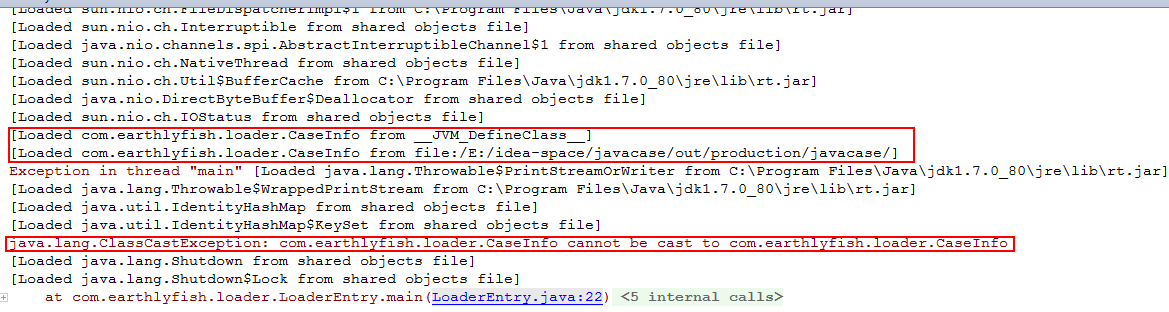 [Loaded sun.nio.ch.FileDispatcherImpl$1 from C:\Program Files\Java\jdk1.7.0_80\jre\lib\rt.jar]
[Loaded sun.nio.ch.Interruptible from shared objects file]
[Loaded java.nio.channels.spi.AbstractInterruptibleChannel$1 from shared objects file]
[Loaded sun.nio.ch.NativeThread from shared objects file]
[Loaded sun.nio.ch.Util$BufferCache from C:\Program Files\Java\jdk1.7.0_80\jre\lib\rt.jar]
[Loaded java.nio.DirectByteBuffer$Deallocator from shared objects file]
[Loaded sun.nio.ch.IOStatus from shared objects file]
[Loaded com.earthlyfish.loader.CaseInfo from __JVM_DefineClass__]
[Loaded com.earthlyfish.loader.CaseInfo from file:/E:/idea-space/javacase/out/production/javacase/]
Exception in thread "main" [Loaded java.lang.Throwable$PrintStreamOrWriter from C:\Program Files\Java\jdk1.7.0_80\jre\lib\rt.jar]
[Loaded java.lang.Throwable$WrappedPrintStream from C:\Program Files\Java\jdk1.7.0_80\jre\lib\rt.jar]
[Loaded java.util.IdentityHashMap from shared objects file]
[Loaded java.util.IdentityHashMap$KeySet from shared objects file]
java.lang.ClassCastException: com.earthlyfish.loader.CaseInfo cannot be cast to com.earthlyfish.loader.CaseInfo
[Loaded java.lang.Shutdown from shared objects file]
[Loaded java.lang.Shutdown$Lock from shared objects file]
at com.earthlyfish.loader.LoaderEntry.main(LoaderEntry.java:22) <5 internal calls>